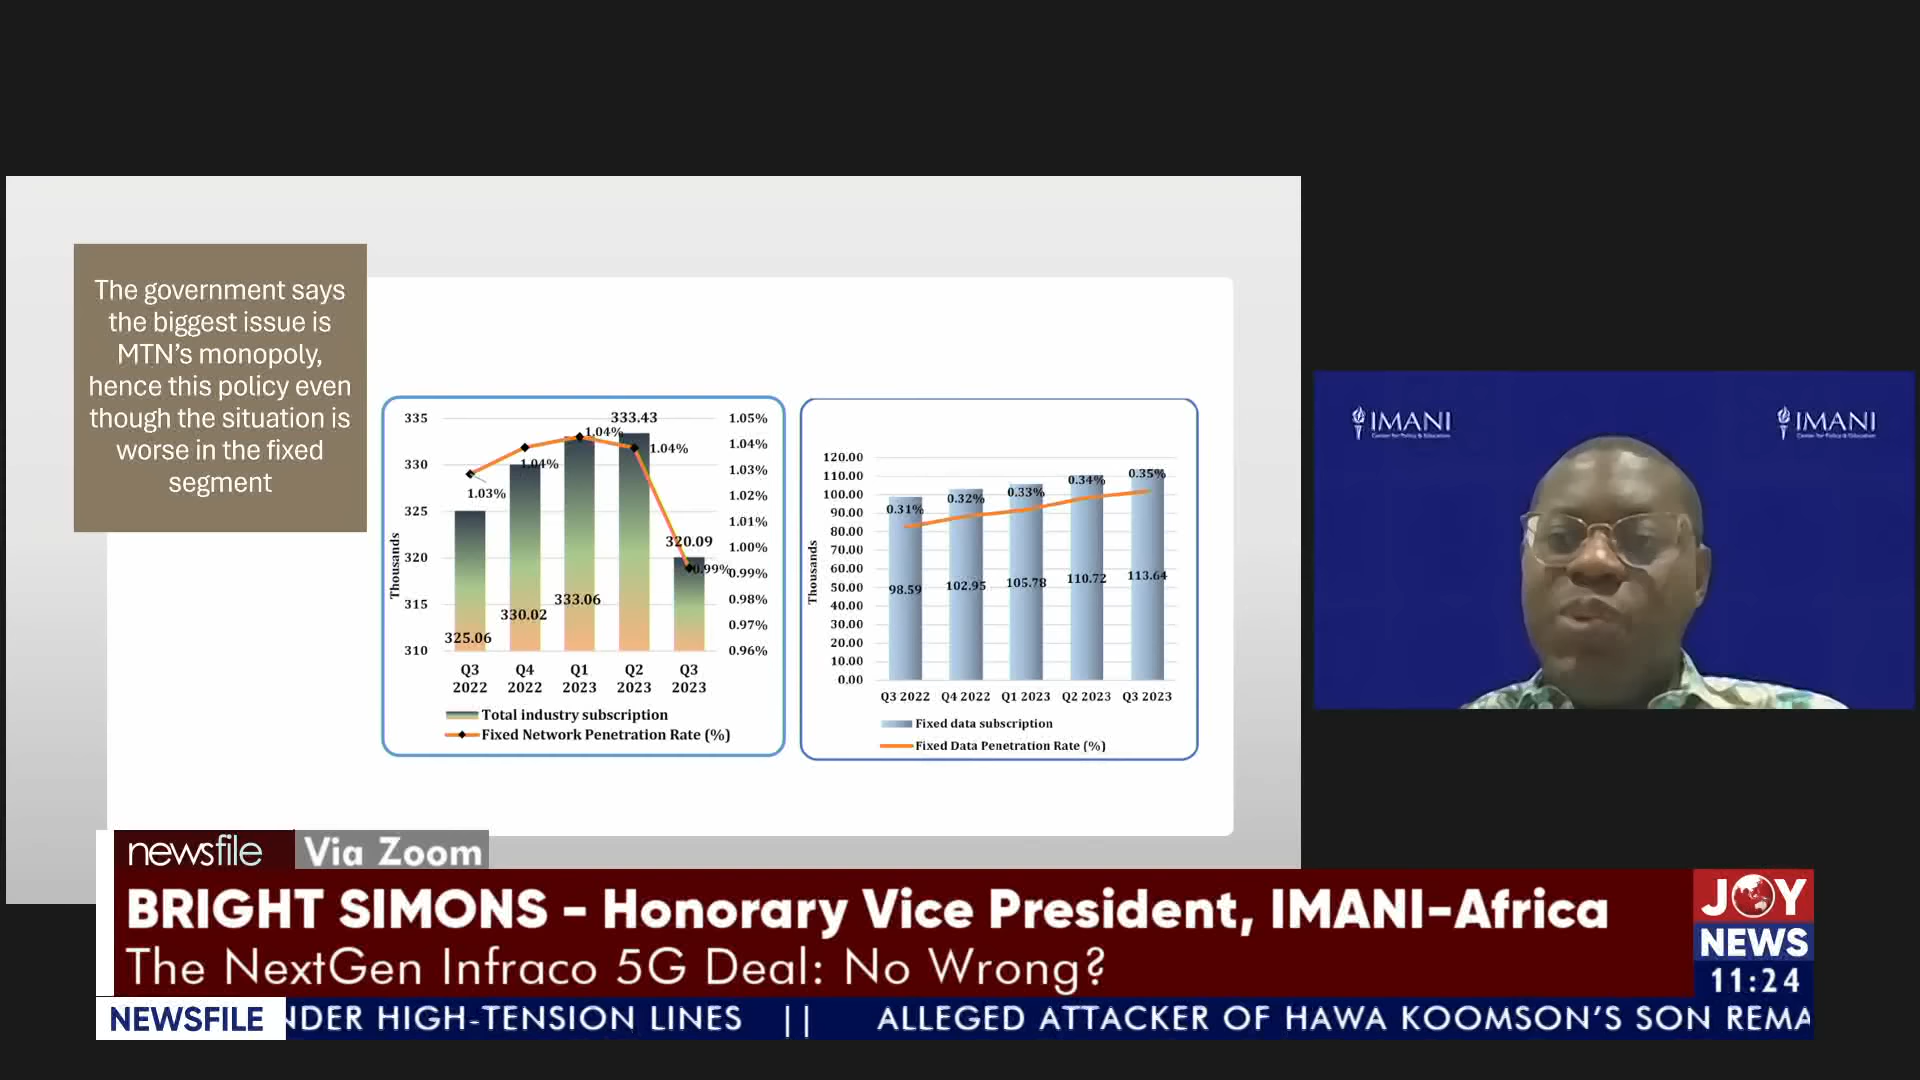 The government says
the biggest issue is
MTN's monopoly,
hence this policy even
though the situation is
worse in the fixed
segment
335
330
325
320
315
310
Thousands
1.05%
1.04%
1.03%
1.02%
1.01%
1.00%
0.99%
0.98%
0.97%
0.96%
333.43
1.04%
1.04%
1.04%
1.03%
320.09
0.99%
333.06
330.02
325.06
Q3 Q4 Q1 Q2 Q3
2022 2022 2023 2023 2023
Total industry subscription
Fixed Network Penetration Rate (%)
120.00
110.00
100.00
90.00
80.00
70.00
60.00
50.00
40.00
30.00
20.00
10.00
0.00
Thousands
0.31% 0.32% 0.33% 0.34% 0.35%
98.59 102.95 105.78 110.72 113.64
Q3 2022 Q4 2022 Q1 2023 Q2 2023 Q3 2023
Fixed data subscription
Fixed Data Penetration Rate (%)
IMANI
Center for Policy & Education
IMANI
Center for Policy & Education
newsfile Via Zoom
BRIGHT SIMONS - Honorary Vice President, IMANI-Africa
The NextGen Infraco 5G Deal: No Wrong?
JOY
NEWS
11:24
NEWSFILE NDER HIGH-TENSION LINES || ALLEGED ATTACKER OF HAWA KOOMSON'S SON REMA